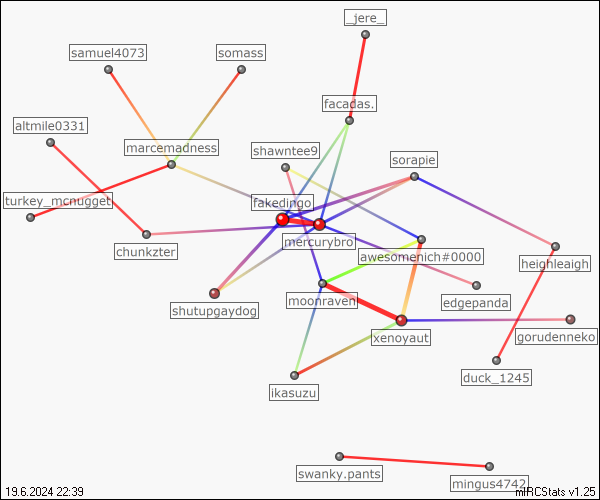 _jere_
samuel4073
somass
facadas.
altmile0331
marcemadness
shawntee9
sorapie
turkey_mcnugget
fakedingo
chunkzter
mercurybro
awesomenich#0000
heighleaigh
moonraven
edgepanda
shutupgaydog
xenoyaut
gorudenneko
duck_1245
ikasuzu
swanky.pants
mingus4742
19.6.2024 22:39
mIRCStats v1.25